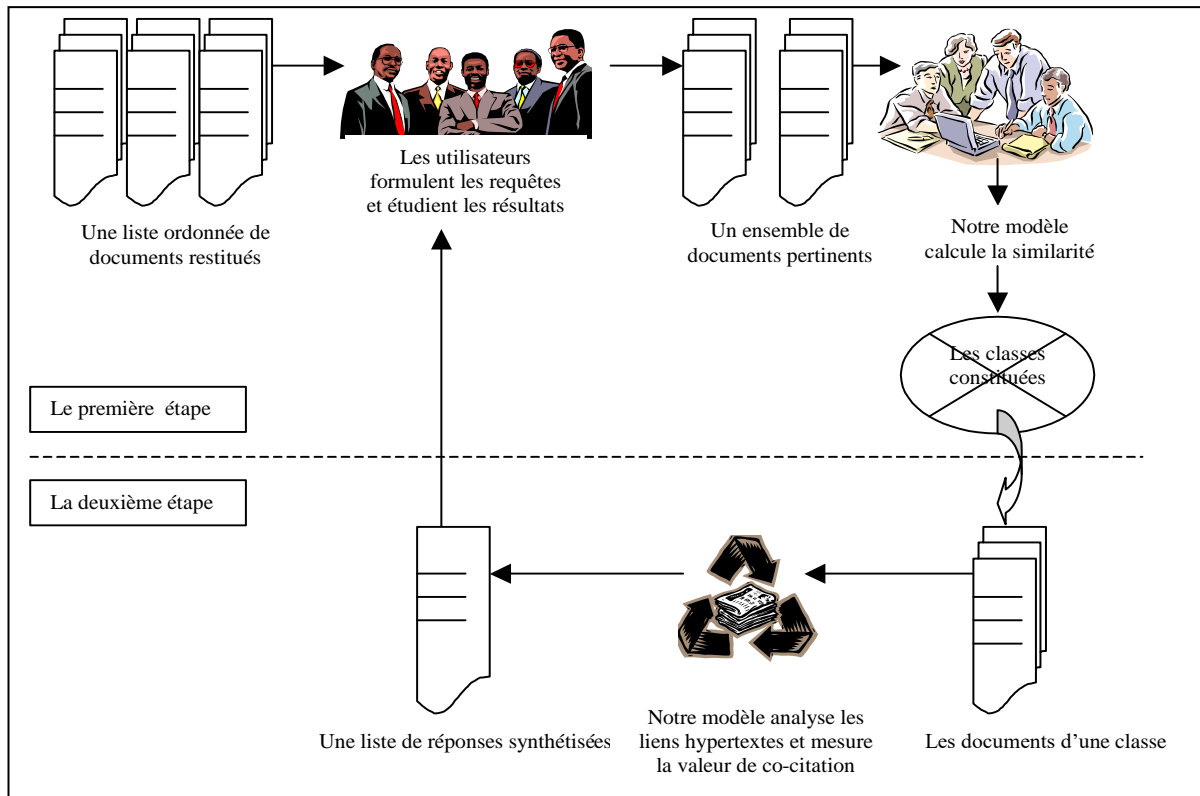 Les utilisateurs
formulent les requêtes
et étudient les résultats
Une liste ordonnée de
documents restitués
Un ensemble de
documents pertinents
Notre modèle
calcule la similarité
Les classes
constituées
Le première étape
La deuxième étape
Une liste de réponses synthétisées
Notre modèle analyse les
liens hypertextes et mesure
la valeur de co-citation
Les documents d’une classe